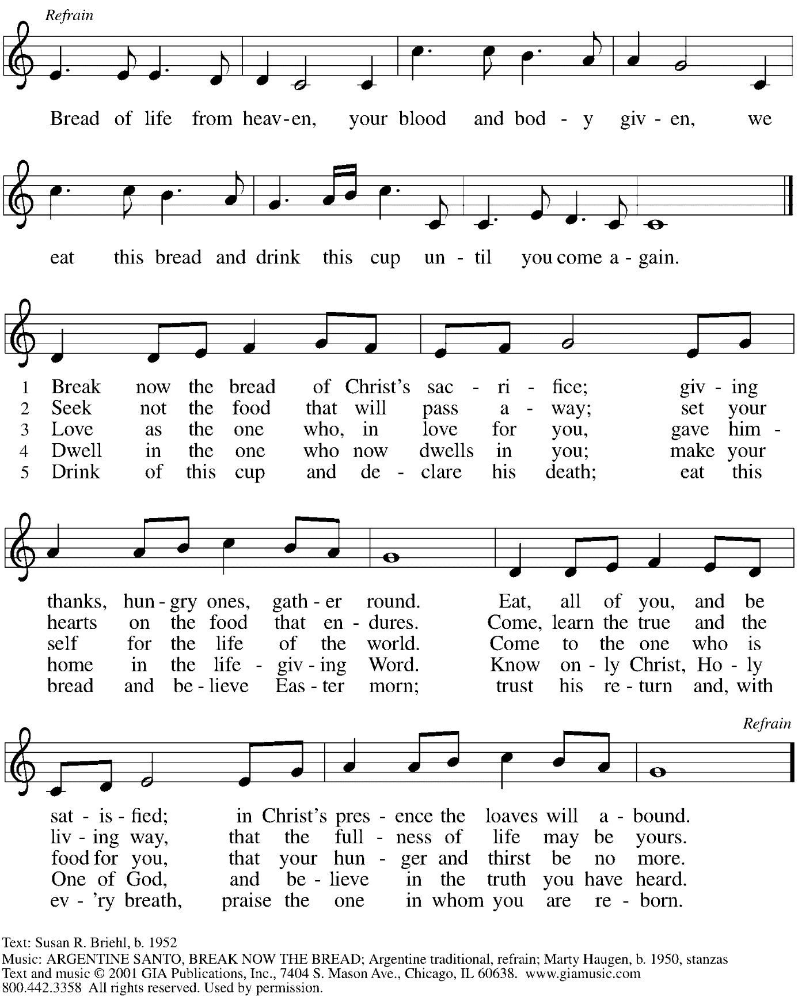 Refrain
Bread of life from heav-en, your blood and bod - y giv - en, we
eat this bread and drink this cup un - til you come a - gain.
1 Break now the bread of Christ's sac - ri - fice; giv - ing
2 Seek not the food that will pass a - way; set your
3 Love as the one who, in love for you, gave him -
4 Dwell in the one who now dwells in you; make your
5 Drink of this cup and de - clare his death; eat this
thanks, hun - gry ones, gath - er round. Eat, all of you, and be
hearts on the food that en - dures. Come, learn the true and the
self for the life of the world. Come to the one who is
home in the life - giv - ing Word. Know on - ly Christ, Ho - ly
bread and be - lieve Eas - ter morn; trust his re - turn and, with
Refrain
sat - is - fied; in Christ's pres - ence the loaves will a - bound.
liv - ing way, that the full - ness of life may be yours.
food for you, that your hun - ger and thirst be no more.
One of God, and be - lieve in the truth you have heard.
ev - 'ry breath, praise the one in whom you are re - born.
Text: Susan R. Briehl, b. 1952
Music: ARGENTINE SANTO, BREAK NOW THE BREAD; Argentine traditional, refrain; Marty Haugen, b. 1950, stanzas
Text and music © 2001 GIA Publications, Inc., 7404 S. Mason Ave., Chicago, IL 60638. www.giamusic.com
800.442.3358 All rights reserved. Used by permission.